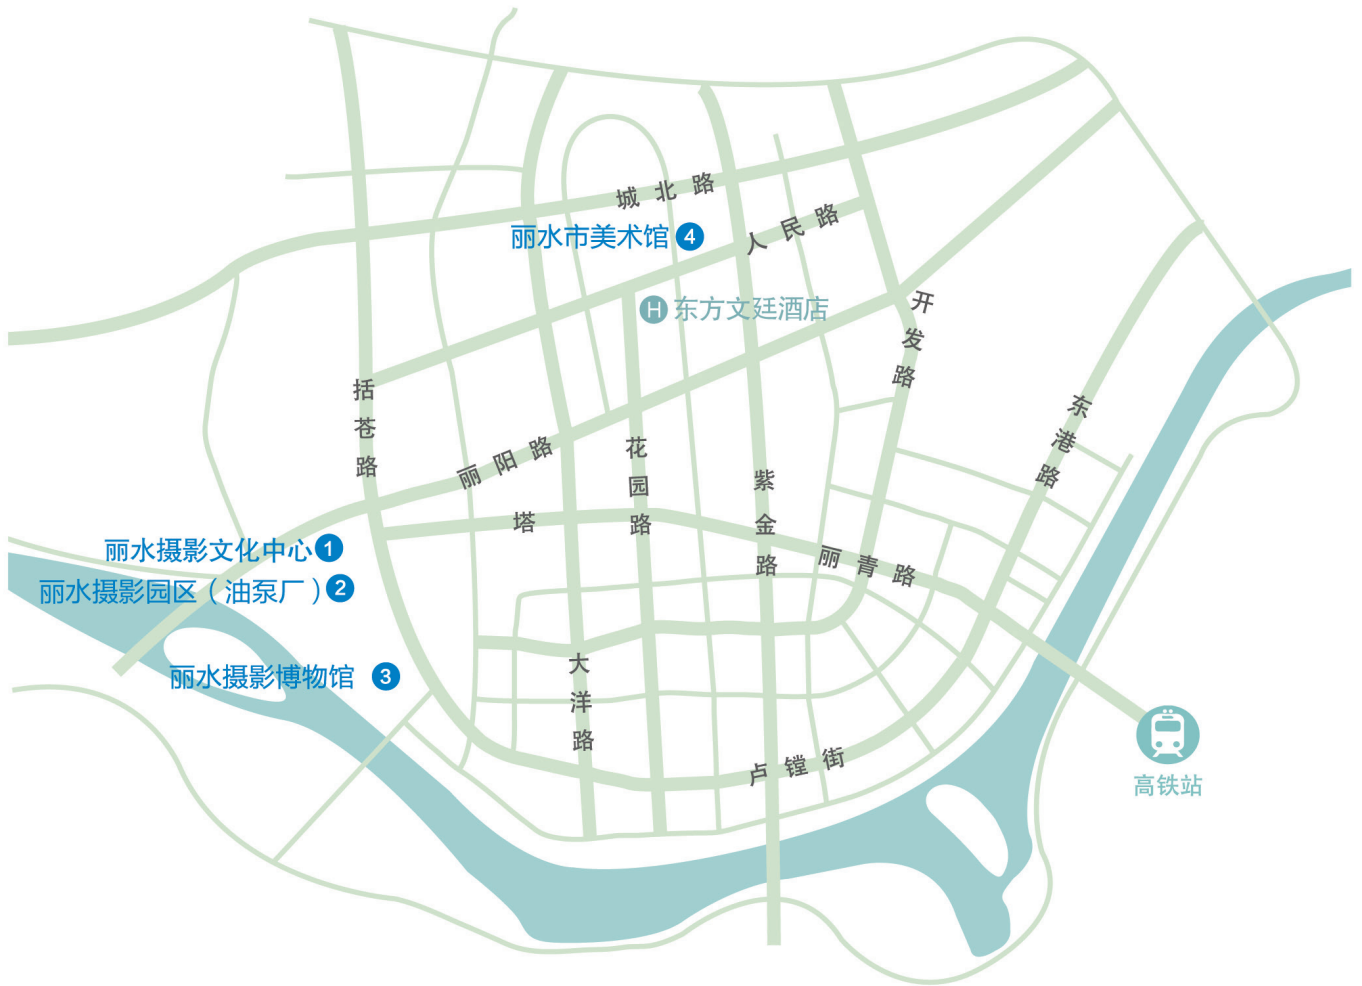 城北路
丽水市美术馆 4
人民路
H 东方文廷酒店
开发路
括苍路
东港路
丽阳路
花园路
紫金路
塔
丽水摄影文化中心 1
丽青路
丽水摄影园区（油泵厂）2
丽水摄影博物馆 3
大洋路
卢镗街
高铁站